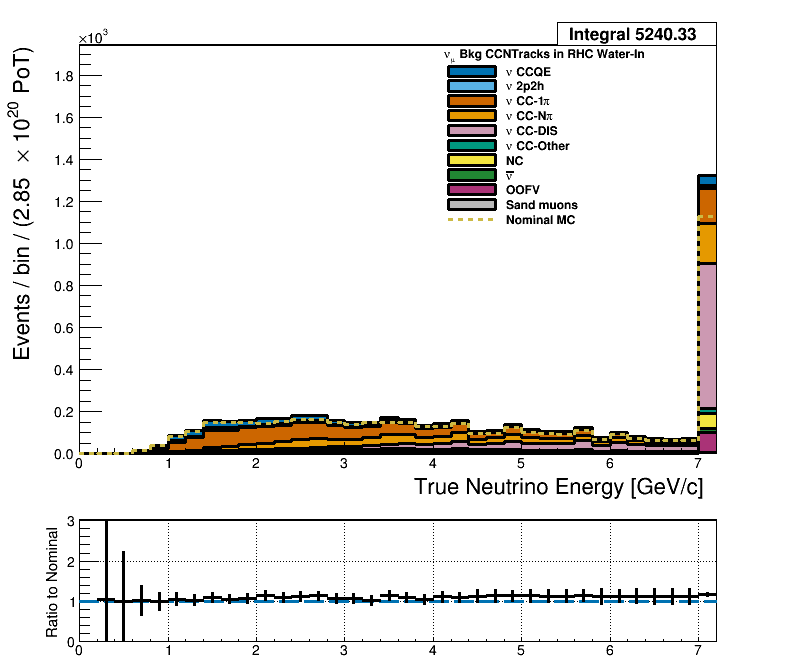 Integral 5240.33
×10³
ν_μ Bkg CCNTracks in RHC Water-In
ν CCQE
ν 2p2h
ν CC-1π
ν CC-Nπ
ν CC-DIS
ν CC-Other
NC
ν̅
OOFV
Sand muons
Nominal MC
Events / bin / (2.85 × 10²⁰ PoT)
1.8
1.6
1.4
1.2
1.0
0.8
0.6
0.4
0.2
0.0
0 1 2 3 4 5 6 7
True Neutrino Energy [GeV/c]
Ratio to Nominal
3
2
1
0
0 1 2 3 4 5 6 7